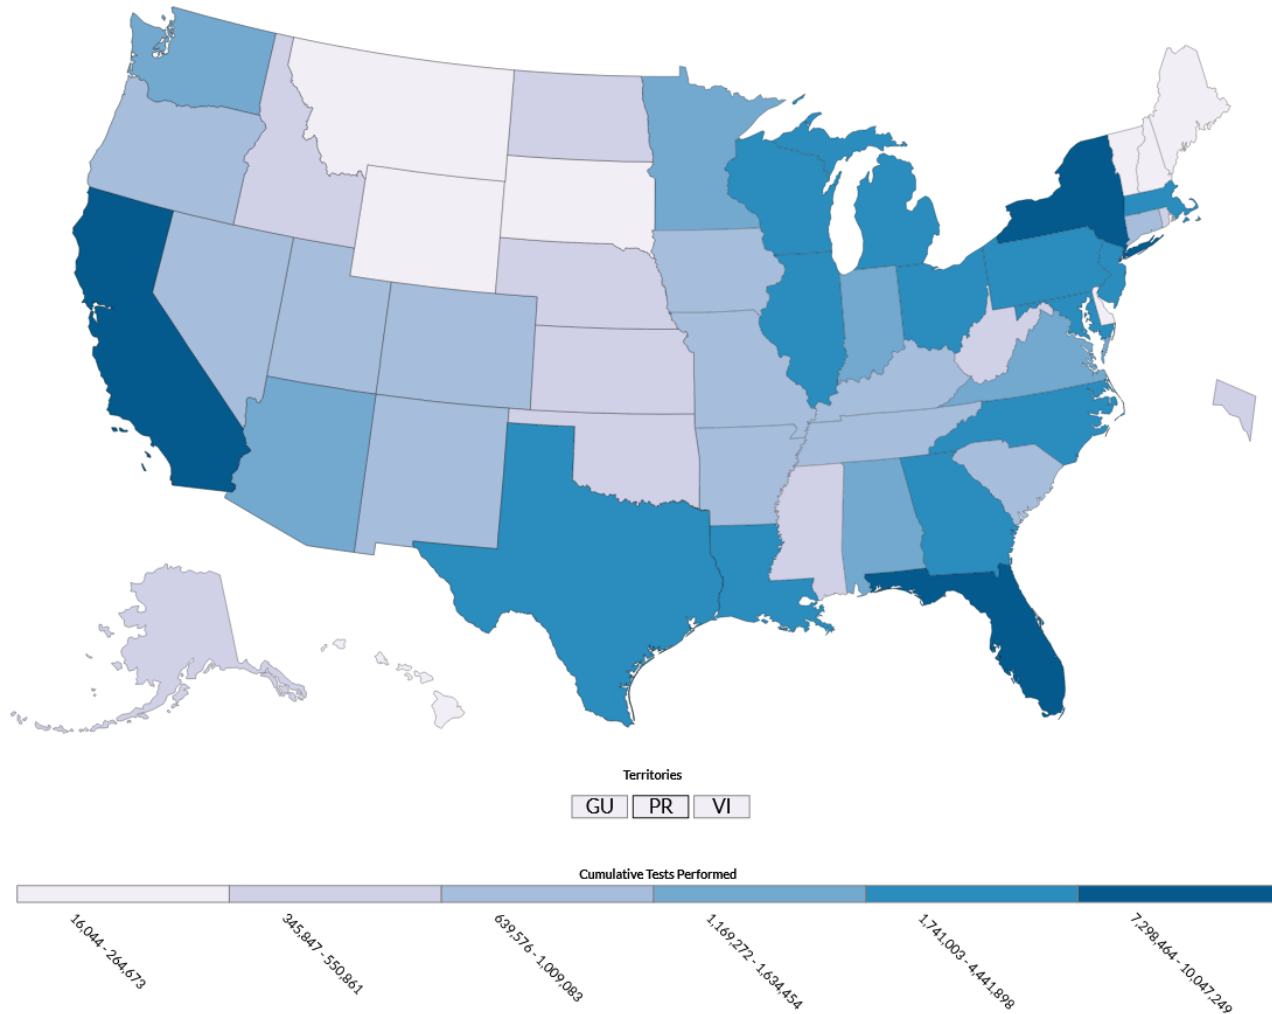 Territories
GU PR VI
Cumulative Tests Performed
16,044 - 264,673
345,847 - 550,861
639,576 - 1,009,083
1,169,272 - 1,634,454
1,741,003 - 4,441,898
7,298,464 - 10,047,249